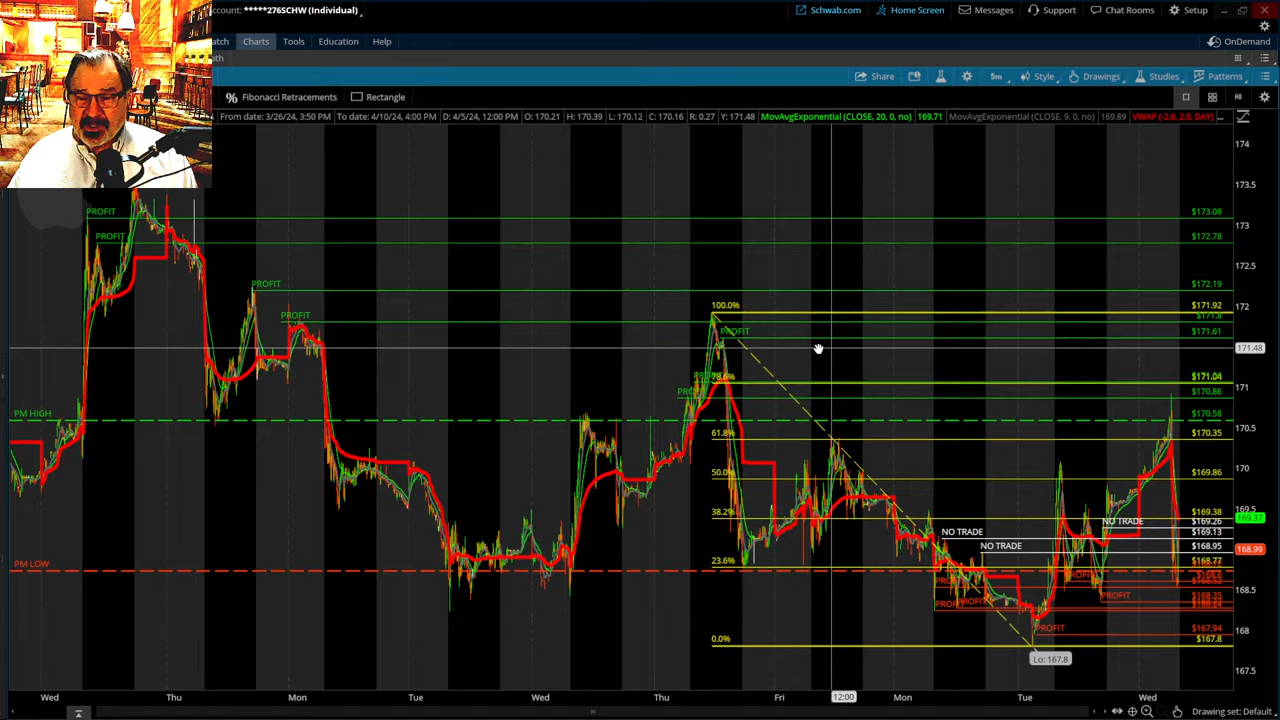 ccount: *****276SCHW (Individual)
Schwab.com Home Screen Messages Support Chat Rooms Setup
atch Charts Tools Education Help OnDemand
oth
Share 5m Style Drawings Studies Patterns
% Fibonacci Retracements Rectangle
From date: 3/26/24, 3:50 PM To date: 4/10/24, 4:00 PM D: 4/5/24, 12:00 PM O: 170.21 H: 170.39 L: 170.12 C: 170.16 R: 0.27 Y: 171.48 MovAvgExponential (CLOSE, 20, 0, no) 169.71 MovAvgExponential (CLOSE, 9, 0, no) 169.89 VWAP (-2.0, 2.0, DAY) ...
174
173.5
PROFIT $173.08
173
PROFIT $172.78
172.5
PROFIT $172.19
100.0% $171.92
172
PROFIT $171.8
PROFIT $171.61
171.48
78.6% $171.04
171
$170.86
PM HIGH $170.58
61.8% $170.35
170.5
50.0% $169.86
170
38.2% $169.38
169.5
169.37
NO TRADE $169.26
NO TRADE $169.13
NO TRADE $168.95
168.99
PM LOW 23.6% $168.77
PROFIT
168.5
PROFIT $168.35
PROFIT $168.24
PROFIT $167.94
168
0.0% $167.8
Lo: 167.8
167.5
Wed Thu Mon Tue Wed Thu Fri 12:00 Mon Tue Wed
Drawing set: Default